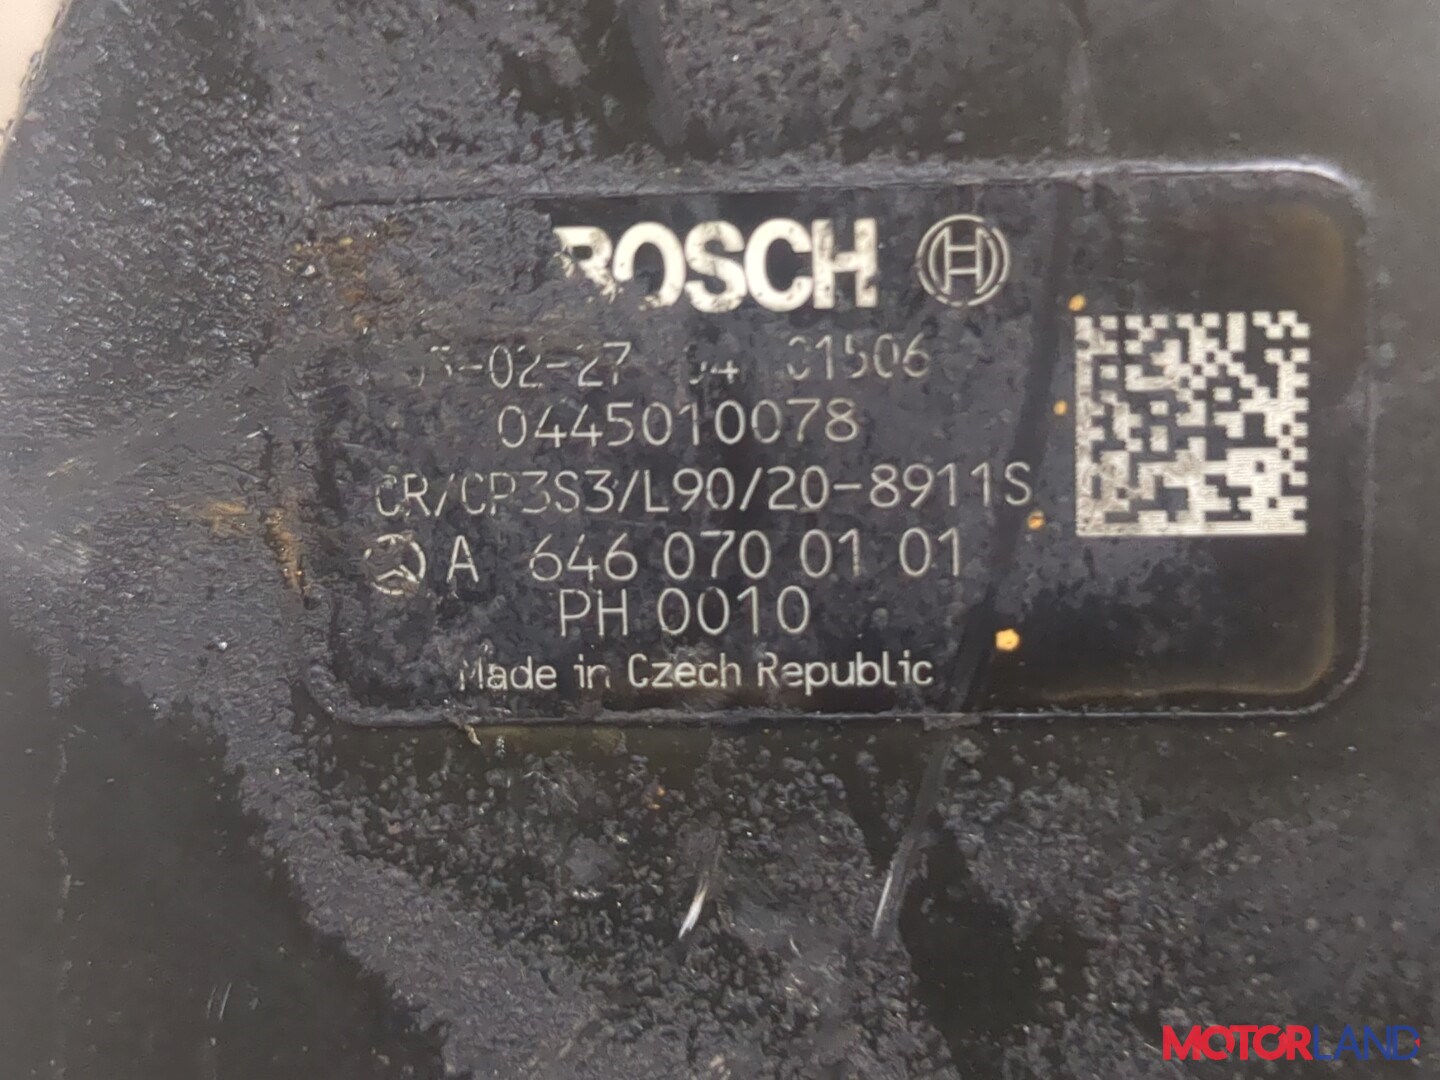 BOSCH
0445010078
CR/CP3S3/L90/20-8911S
A 646 070 01 01
PH 0010
Made in Czech Republic
MOTORLAND